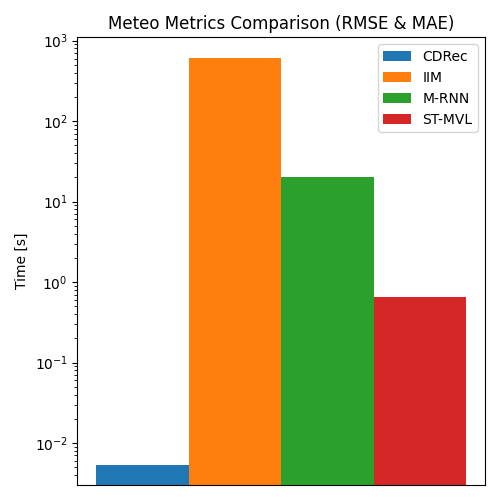 Meteo Metrics Comparison (RMSE & MAE)
10³
10²
10¹
10⁰
10⁻¹
10⁻²
Time [s]
CDRec
IIM
M-RNN
ST-MVL